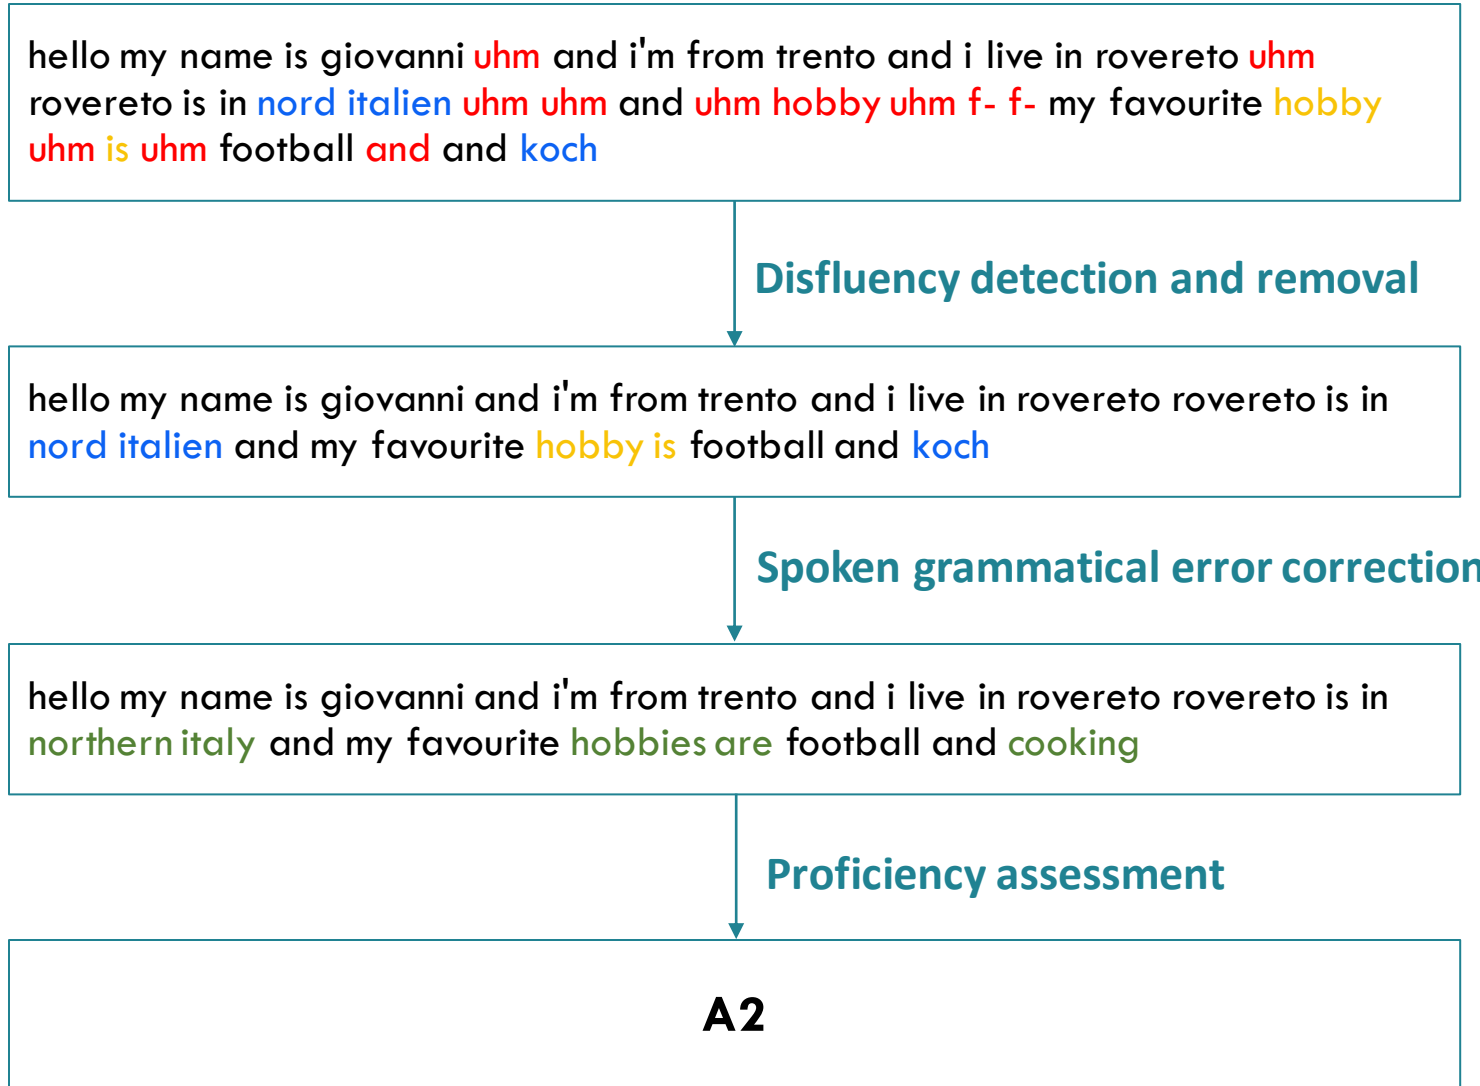 hello my name is giovanni uhm and i'm from trento and i live in rovereto uhm
rovereto is in nord italien uhm uhm and uhm hobby uhm f- f- my favourite hobby
uhm is uhm football and and koch
Disfluency detection and removal
hello my name is giovanni and i'm from trento and i live in rovereto rovereto is in
nord italien and my favourite hobby is football and koch
Spoken grammatical error correction
hello my name is giovanni and i'm from trento and i live in rovereto rovereto is in
northern italy and my favourite hobbies are football and cooking
Proficiency assessment
A2